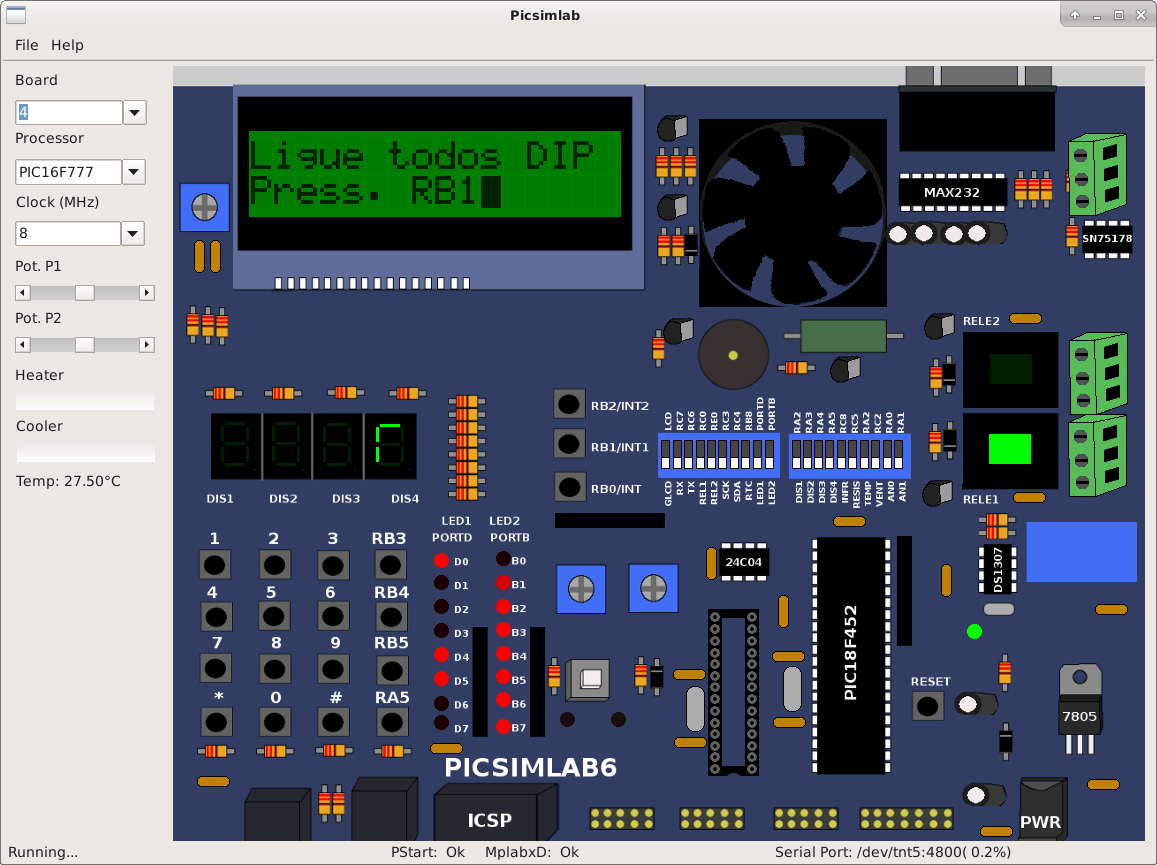 Picsimlab
File Help
Board
4
Processor
PIC16F777
Clock (MHz)
8
Pot. P1
Pot. P2
Heater
Cooler
Temp: 27.50°C
Ligue todos DIP
Press. RB1
MAX232
SN75178
RELE2
RELE1
RB2/INT2
RB1/INT1
RB0/INT
LCD RC7 RC6 RC0 RE0 RC3 RC4 RB8 PORTD PORTB
GLCD RX TX REL1 REL2 SCK SDA RTC LED1 LED2
RA2 RA3 RA4 RA5 RC8 RC5 RA2 RC2 RA0 RA1
DIS1 DIS2 DIS3 DIS4 INFR RESIS TEMP VENT AN0 AN1
DIS1 DIS2 DIS3 DIS4
LED1 LED2
PORTD PORTB
1 2 3 RB3
4 5 6 RB4
7 8 9 RB5
* 0 # RA5
D0 B0
D1 B1
D2 B2
D3 B3
D4 B4
D5 B5
D6 B6
D7 B7
24C04
PIC18F452
DS1307
RESET
7805
PICSIMLAB6
ICSP
PWR
Running...
PStart: Ok MplabxD: Ok
Serial Port: /dev/tnt5:4800( 0.2%)